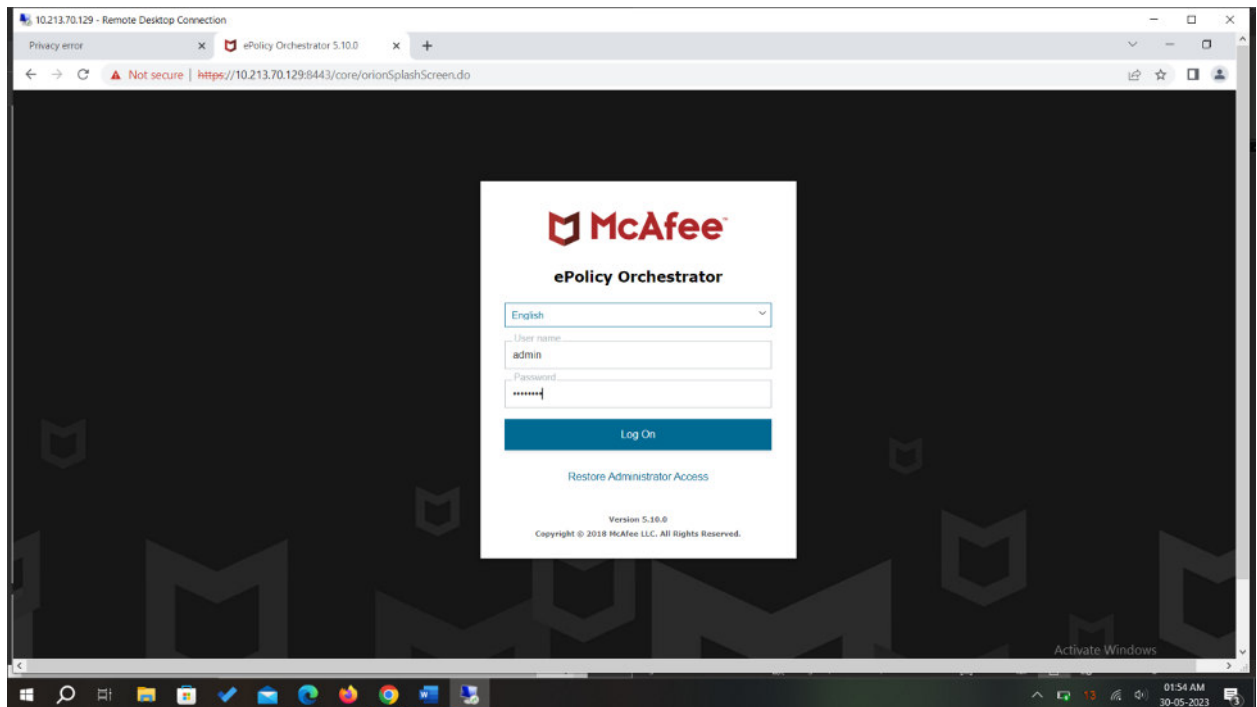 10.213.70.129 - Remote Desktop Connection
Privacy error
ePolicy Orchestrator 5.10.0
Not secure | https://10.213.70.129:8443/core/orionSplashScreen.do
McAfee™
ePolicy Orchestrator
English
User name
admin
Password
Log On
Restore Administrator Access
Version 5.10.0
Copyright © 2018 McAfee LLC. All Rights Reserved.
Activate Windows
13
01:54 AM
30-05-2023